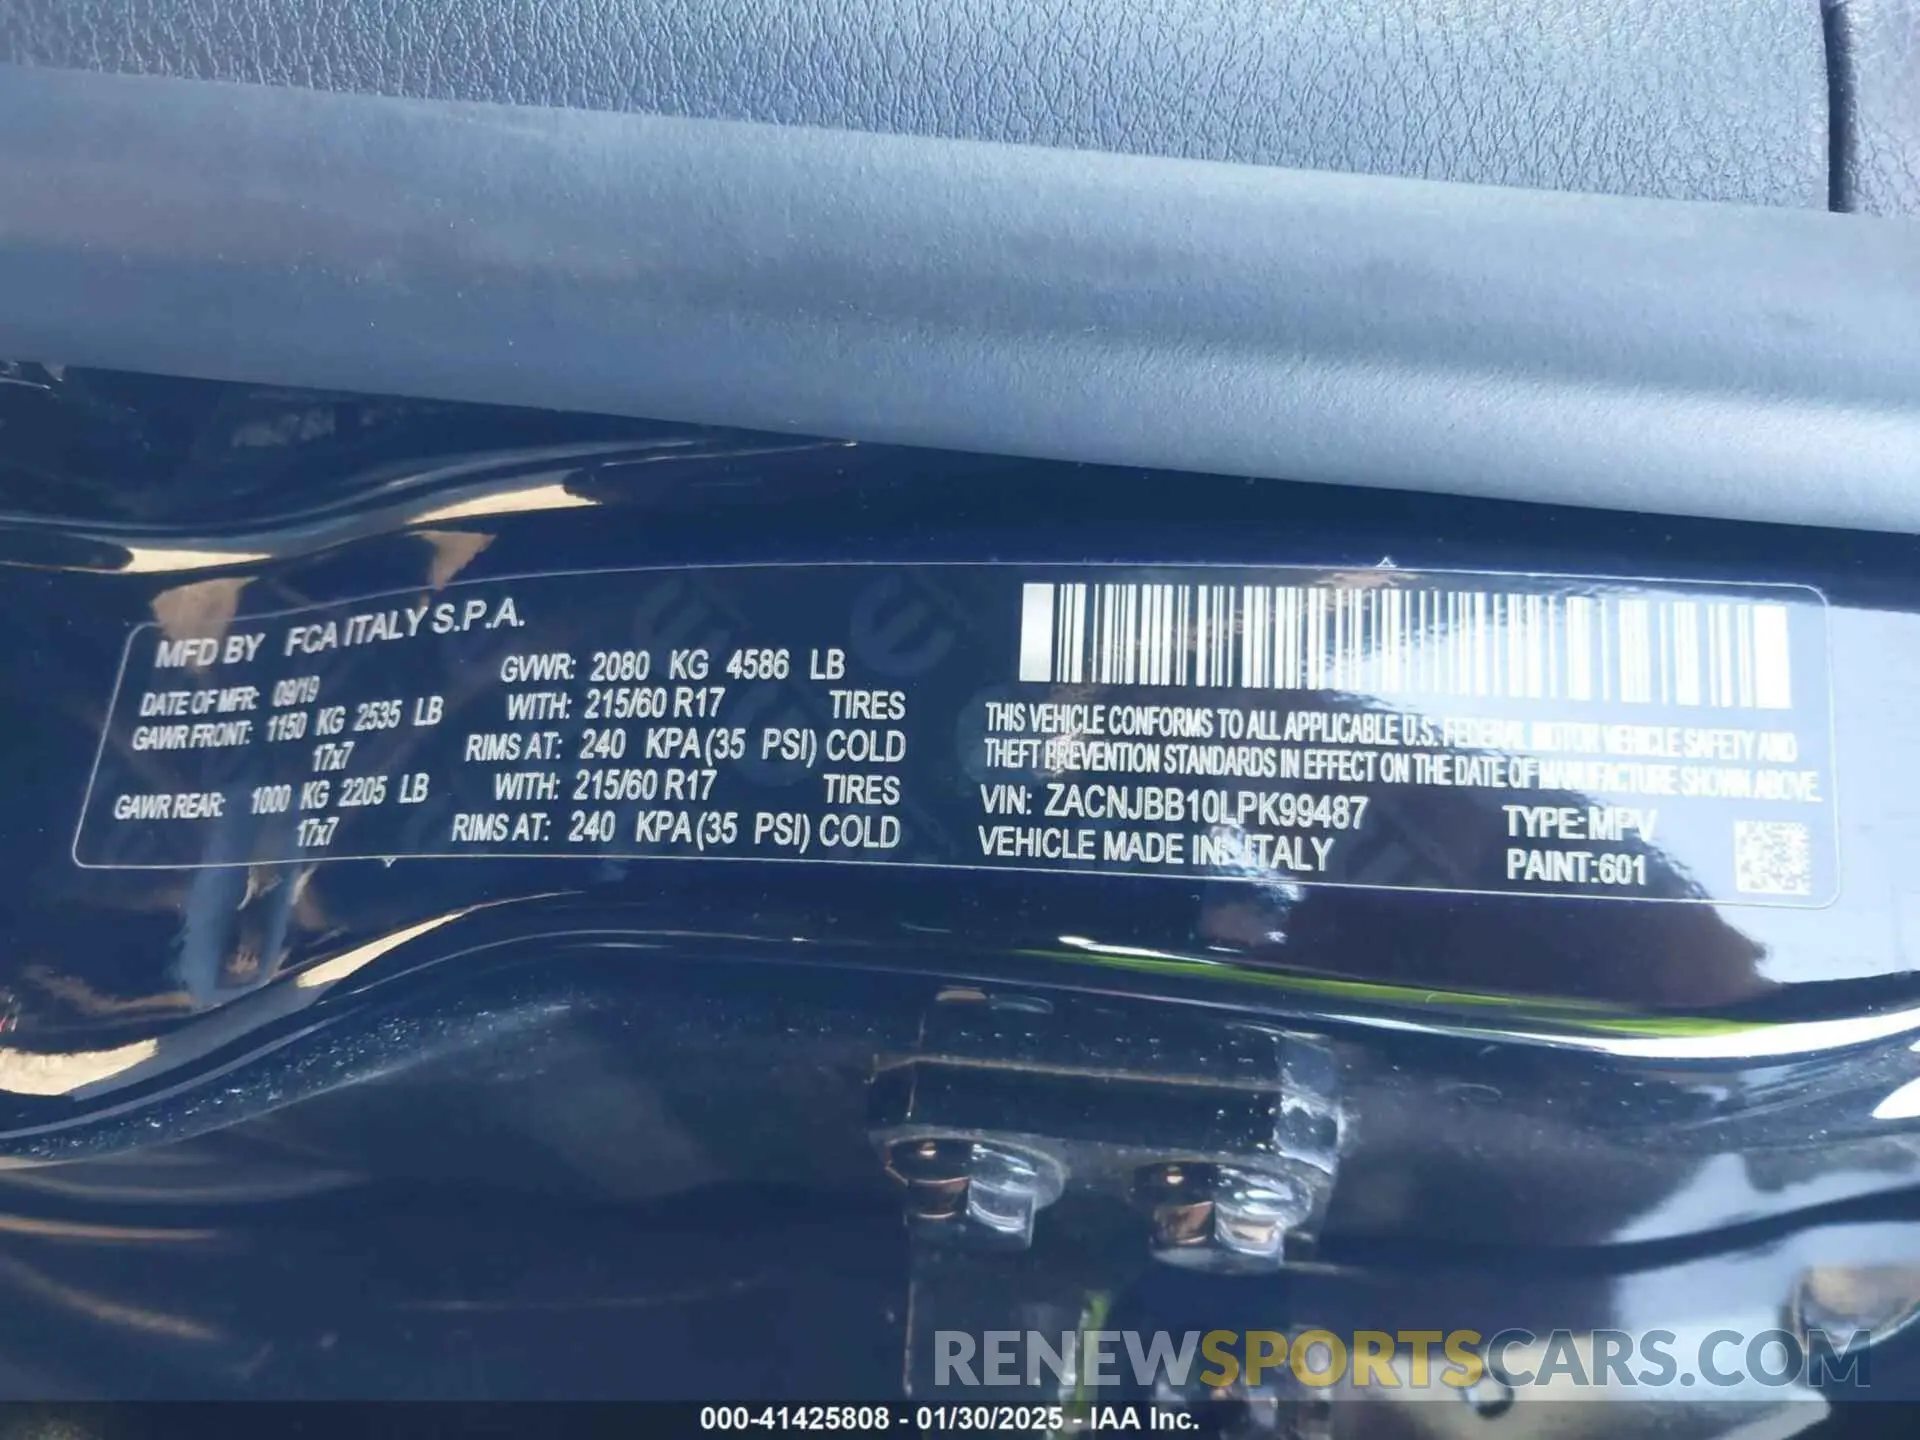 MFD BY FCA ITALY S.P.A.
DATE OF MFR: 09/19 GVWR: 2080 KG 4586 LB
GAWR FRONT: 1150 KG 2535 LB WITH: 215/60 R17 TIRES
17x7 RIMS AT: 240 KPA (35 PSI) COLD
GAWR REAR: 1000 KG 2205 LB WITH: 215/60 R17 TIRES
17x7 RIMS AT: 240 KPA (35 PSI) COLD
THIS VEHICLE CONFORMS TO ALL APPLICABLE U.S. FEDERAL MOTOR VEHICLE SAFETY AND
THEFT PREVENTION STANDARDS IN EFFECT ON THE DATE OF MANUFACTURE SHOWN ABOVE.
VIN: ZACNJBB10LPK99487 TYPE: MPV
VEHICLE MADE IN: ITALY PAINT: 601
RENEWSPORTSCARS.COM
000-41425808 - 01/30/2025 - IAA Inc.